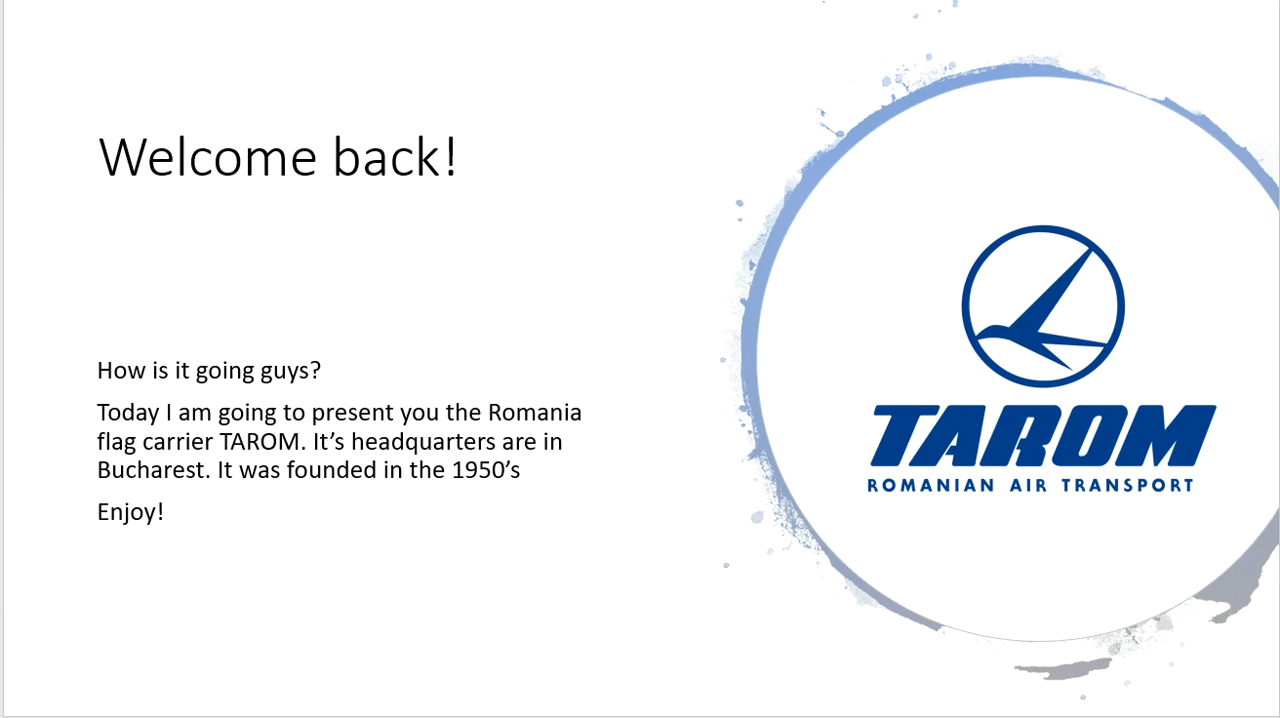 Welcome back!
How is it going guys?
Today I am going to present you the Romania
flag carrier TAROM. It’s headquarters are in
Bucharest. It was founded in the 1950’s
Enjoy!
TAROM
ROMANIAN AIR TRANSPORT